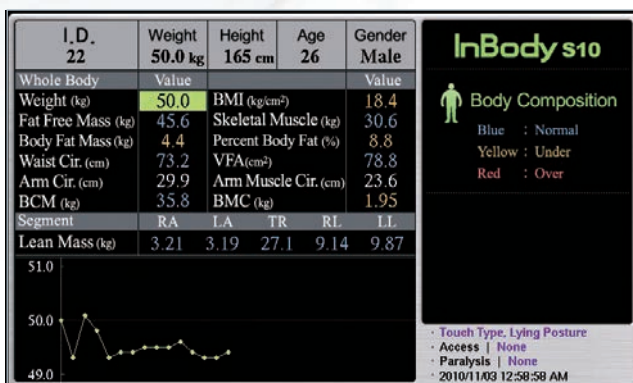 I.D. Weight Height Age Gender
22 50.0 kg 165 cm 26 Male
Whole Body Value Value
Weight (kg) 50.0 BMI (kg/cm²) 18.4
Fat Free Mass (kg) 45.6 Skeletal Muscle (kg) 30.6
Body Fat Mass (kg) 4.4 Percent Body Fat (%) 8.8
Waist Cir. (cm) 73.2 VFA(cm²) 78.8
Arm Cir. (cm) 29.9 Arm Muscle Cir. (cm) 23.6
BCM (kg) 35.8 BMC (kg) 1.95
Segment RA LA TR RL LL
Lean Mass (kg) 3.21 3.19 27.1 9.14 9.87
51.0
50.0
49.0
InBody S10
Body Composition
Blue : Normal
Yellow : Under
Red : Over
· Touch Type, Lying Posture
· Access | None
· Paralysis | None
· 2010/11/03 12:58:58 AM